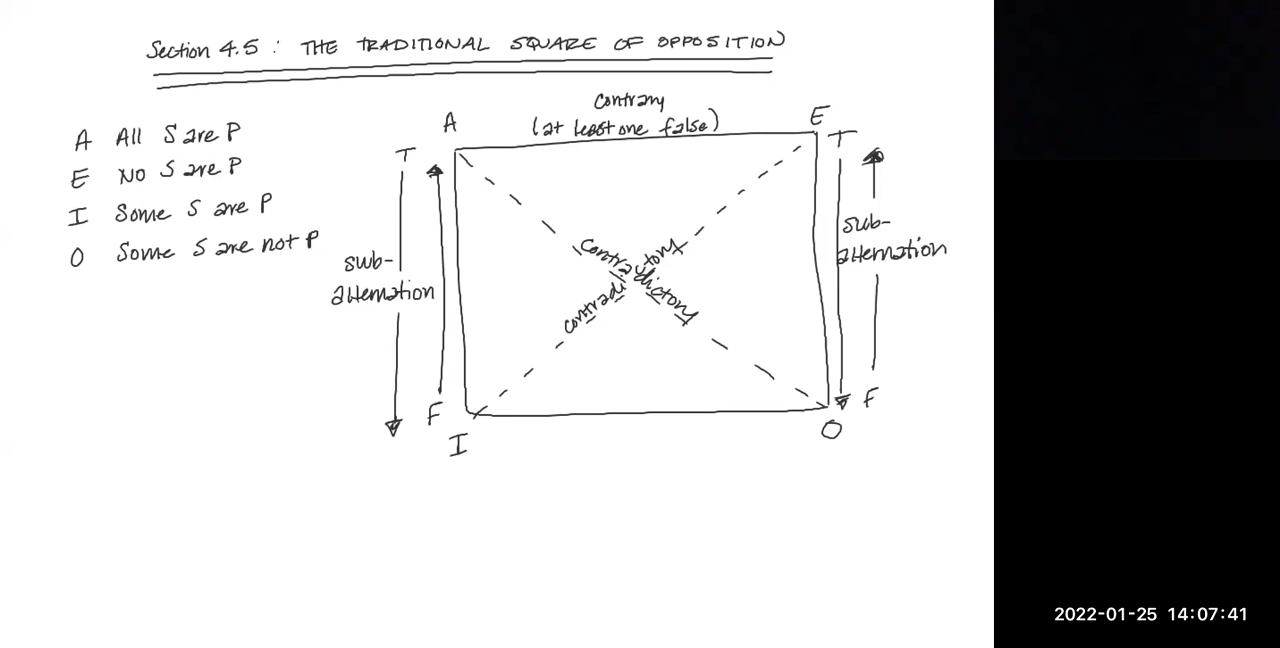 Section 4.5 : THE TRADITIONAL SQUARE OF OPPOSITION
A All S are P
E No S are P
I Some S are P
O Some S are not P
Contrary
(at least one false)
A
E
T
T
sub-
alternation
sub-
alternation
Contradictory
Contradictory
F
F
I
O
2022-01-25 14:07:41